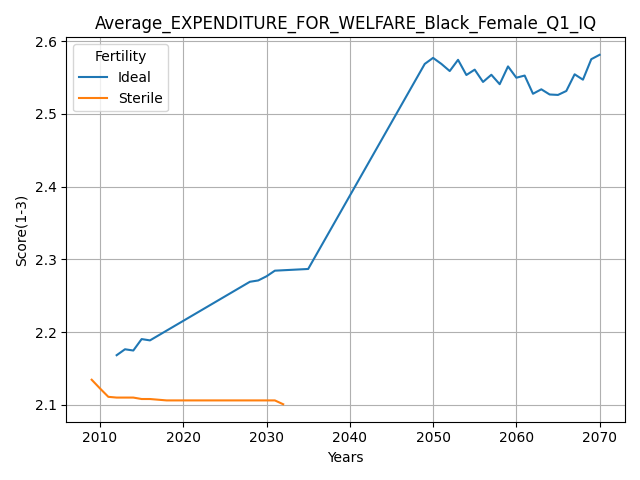 Average_EXPENDITURE_FOR_WELFARE_Black_Female_Q1_IQ
Fertility
Ideal
Sterile
Score(1-3)
2.6
2.5
2.4
2.3
2.2
2.1
2010 2020 2030 2040 2050 2060 2070
Years